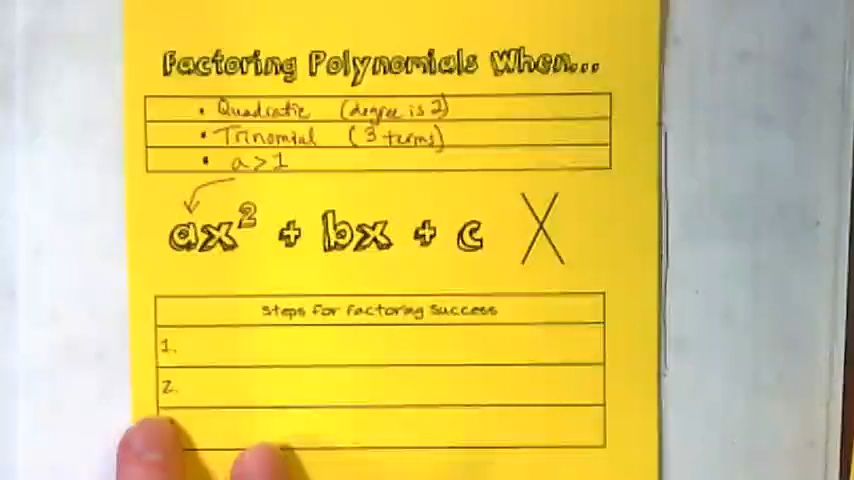 Factoring Polynomials When...
• Quadratic (degree is 2)
• Trinomial (3 terms)
• a > 1
ax² + bx + c
Steps for Factoring Success
1.
2.